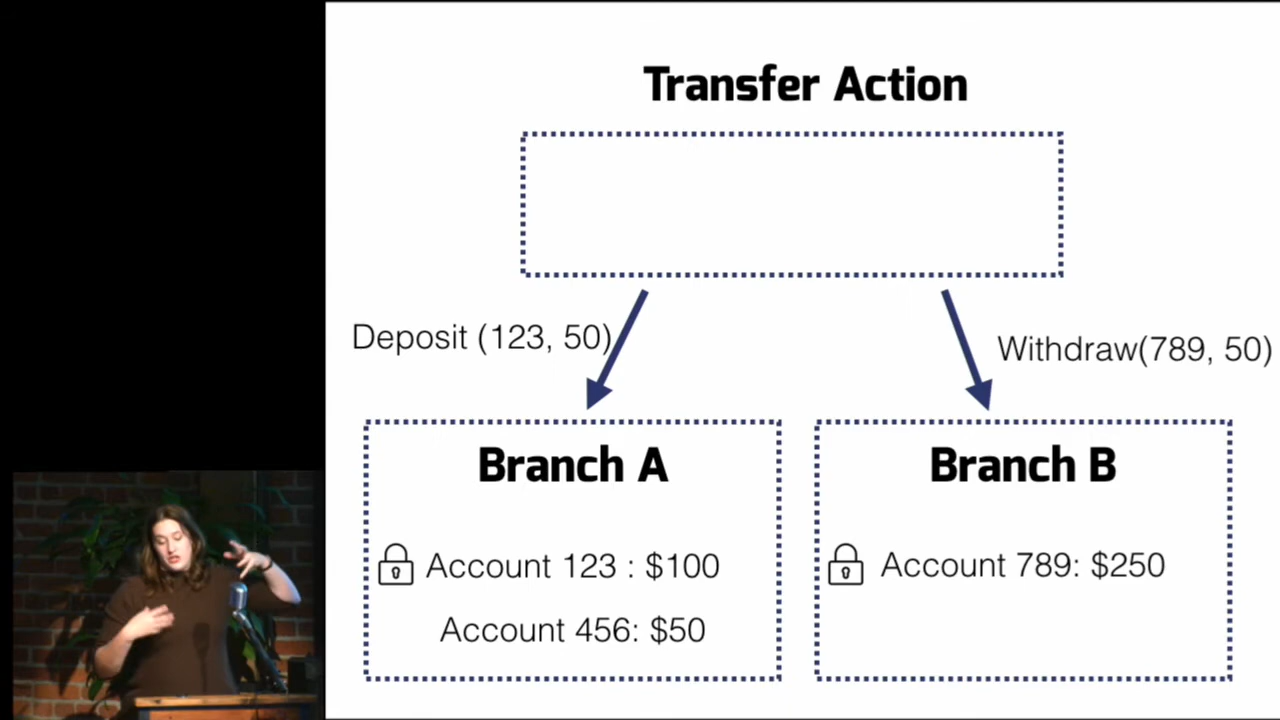 Transfer Action
Deposit (123, 50)
Withdraw(789, 50)
Branch A
Account 123 : $100
Account 456: $50
Branch B
Account 789: $250